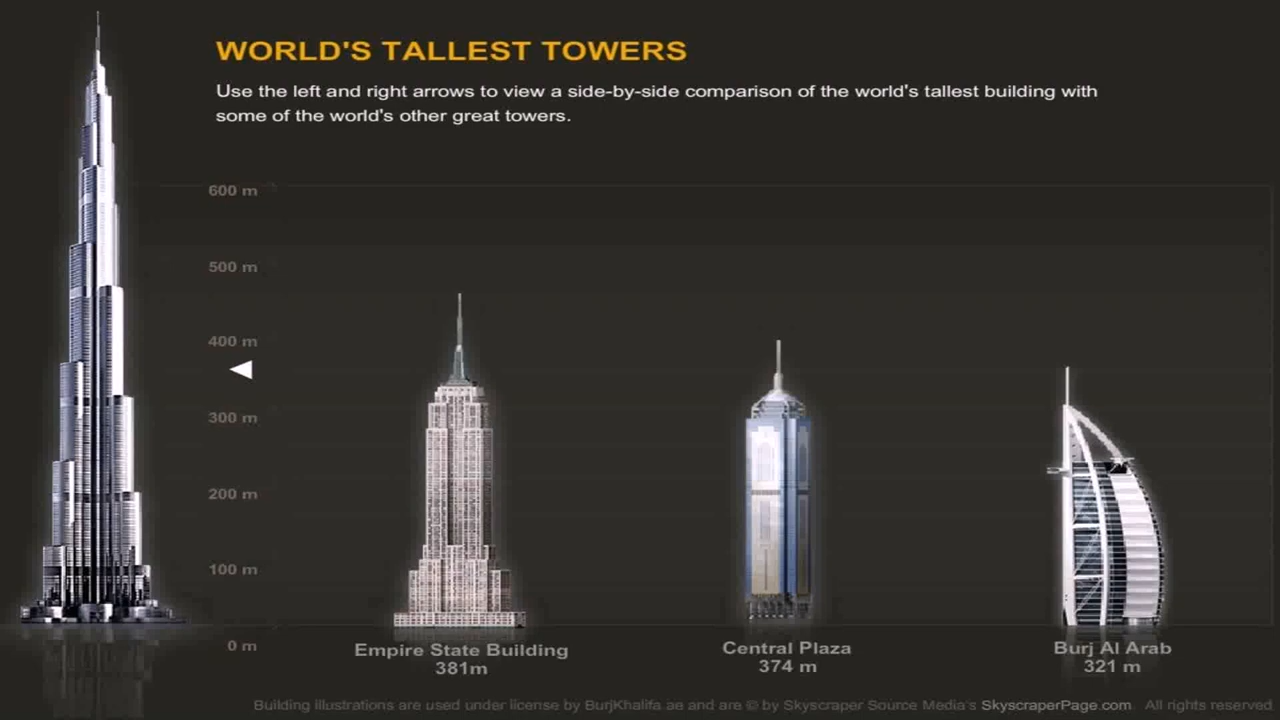 WORLD'S TALLEST TOWERS
Use the left and right arrows to view a side-by-side comparison of the world's tallest building with
some of the world's other great towers.
600 m
500 m
400 m
300 m
200 m
100 m
0 m
Empire State Building
381m
Central Plaza
374 m
Burj Al Arab
321 m
Building illustrations are used under license by BurjKhalifa.ae and are © by Skyscraper Source Media's SkyscraperPage.com. All rights reserved.